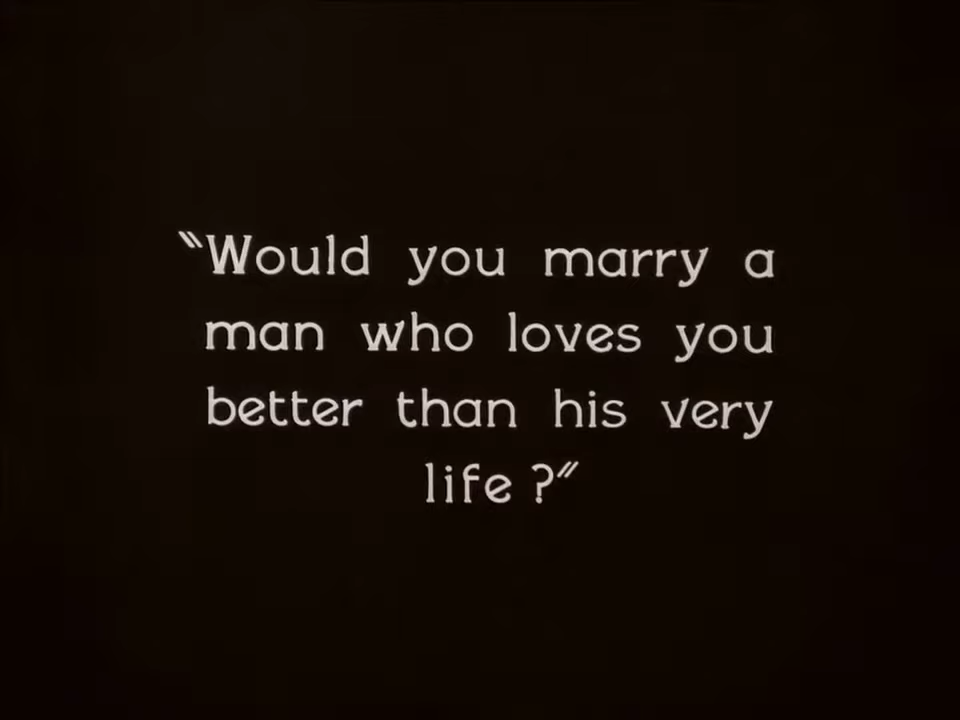 “Would you marry a
man who loves you
better than his very
life ?”